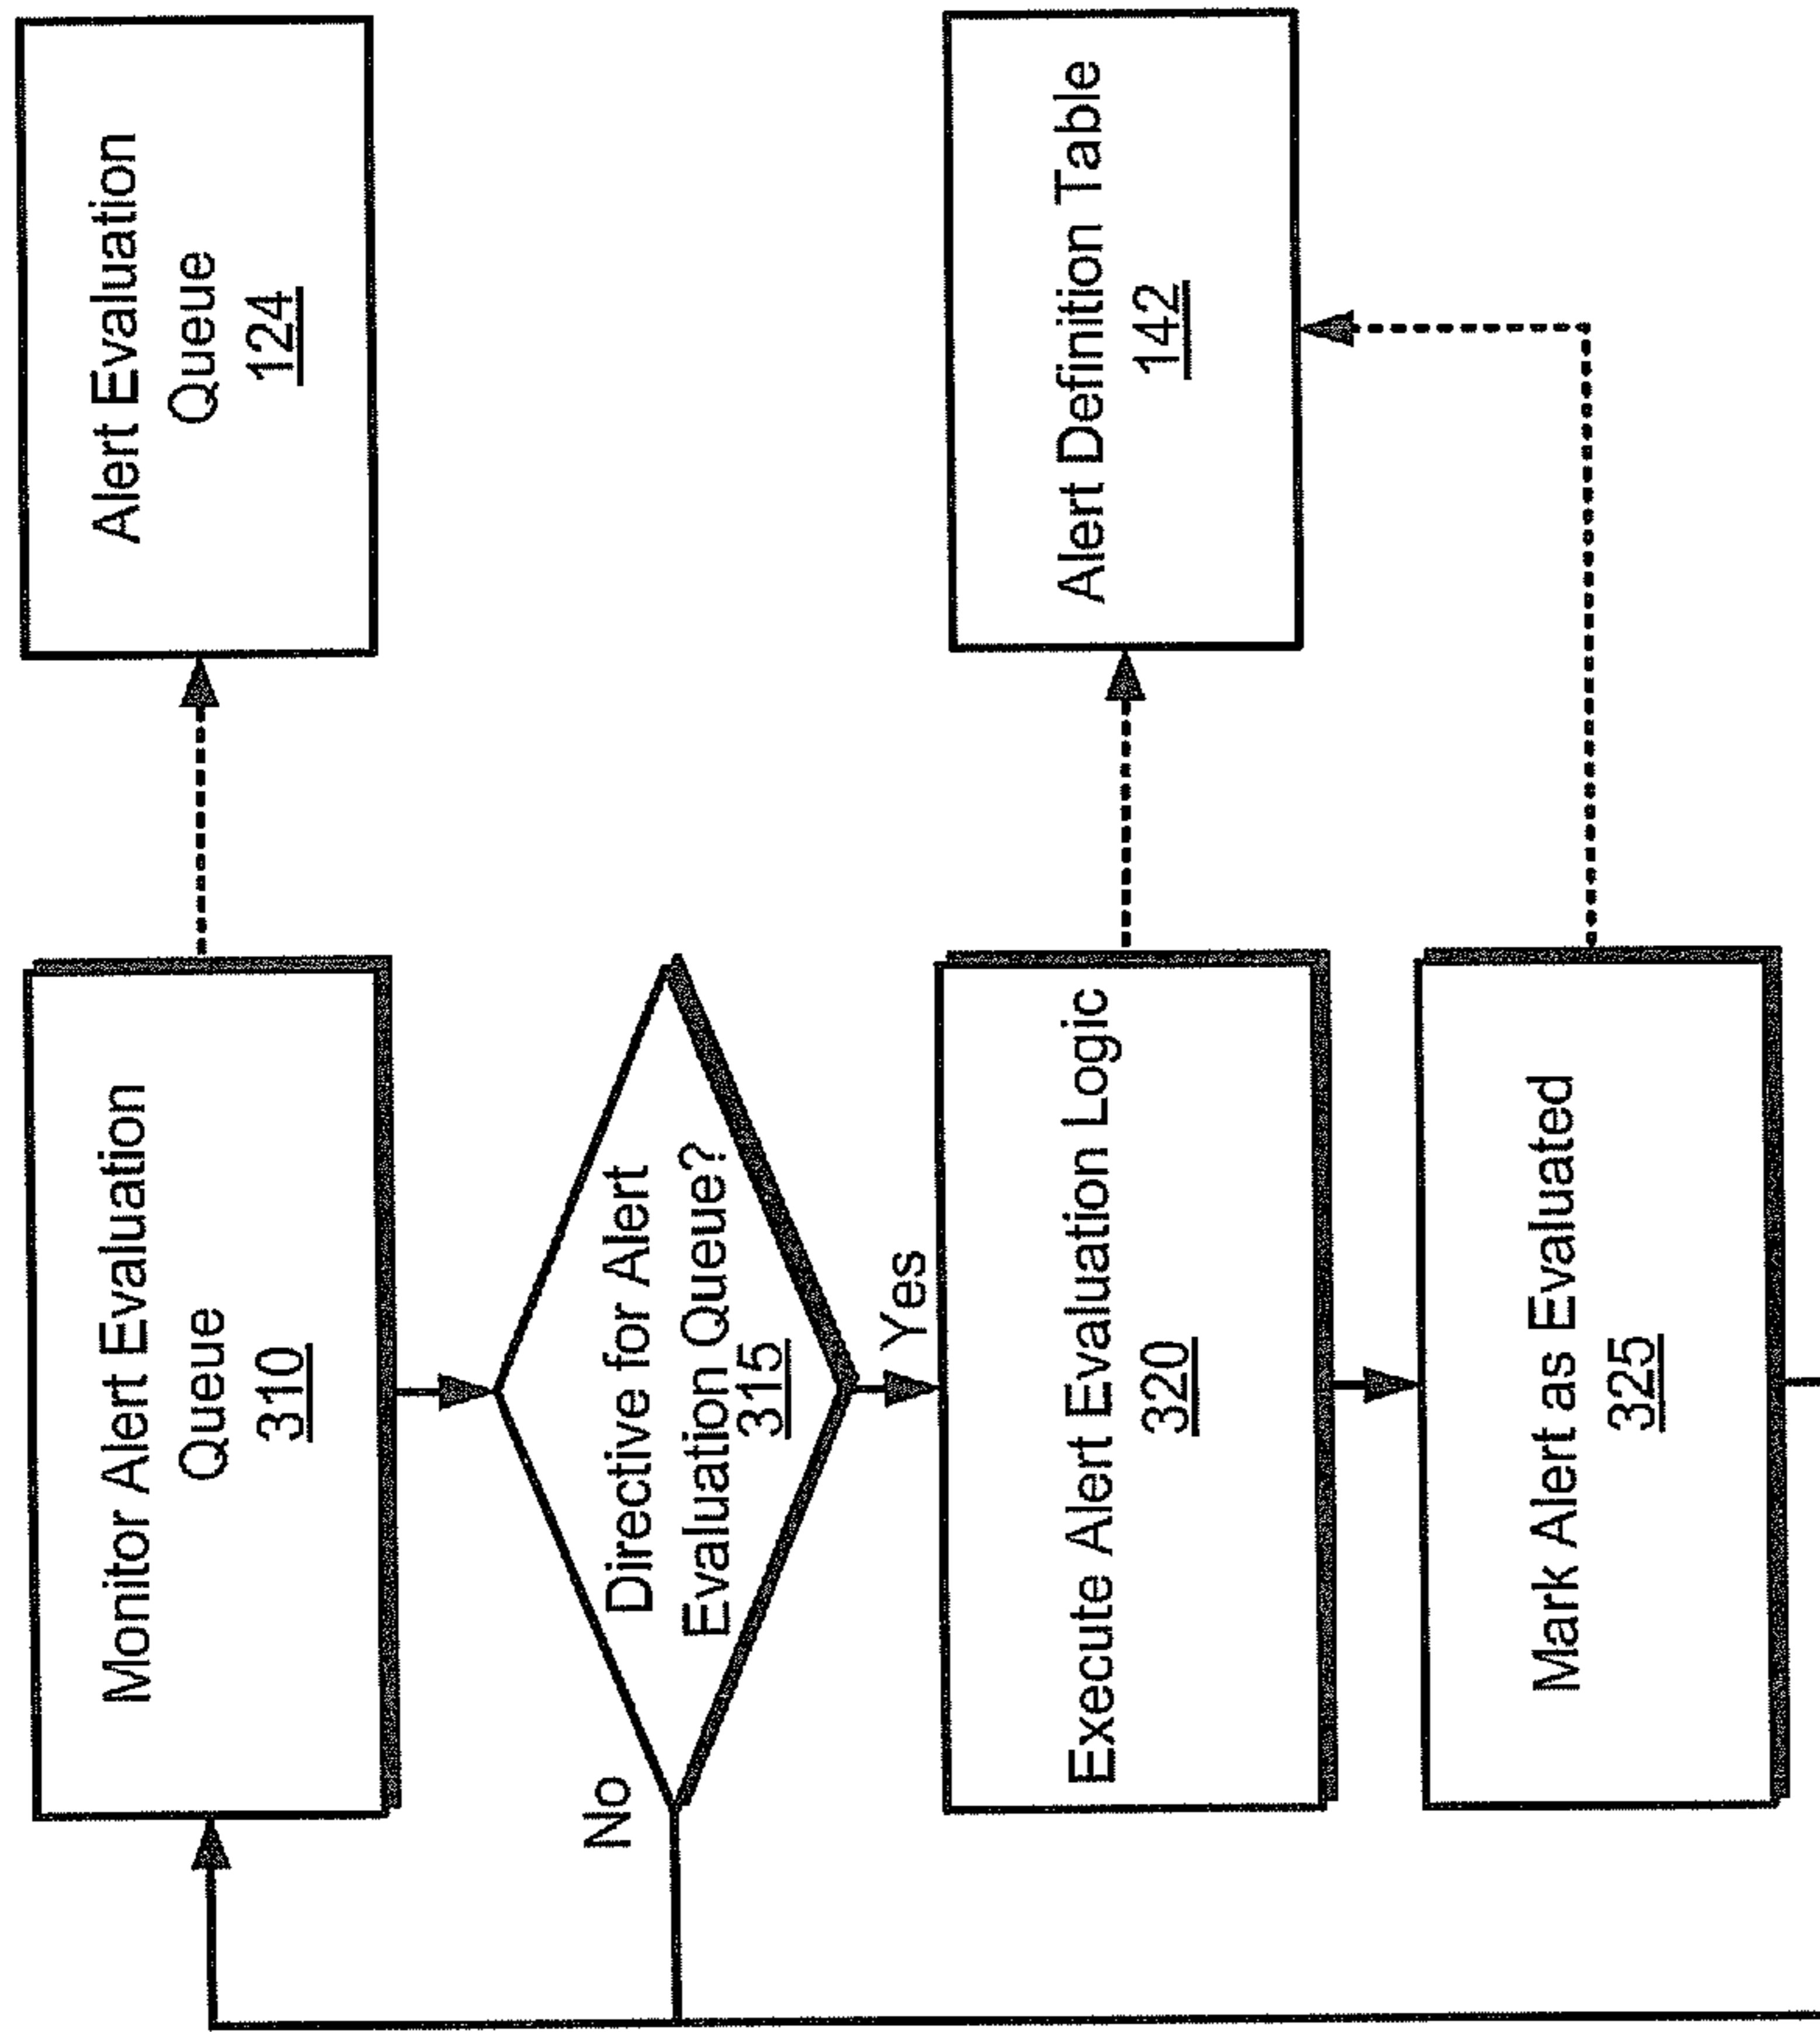 Monitor Alert Evaluation
Queue
310
Alert Evaluation
Queue
124
Directive for Alert
Evaluation Queue?
315
No
Yes
Execute Alert Evaluation Logic
320
Alert Definition Table
142
Mark Alert as Evaluated
325